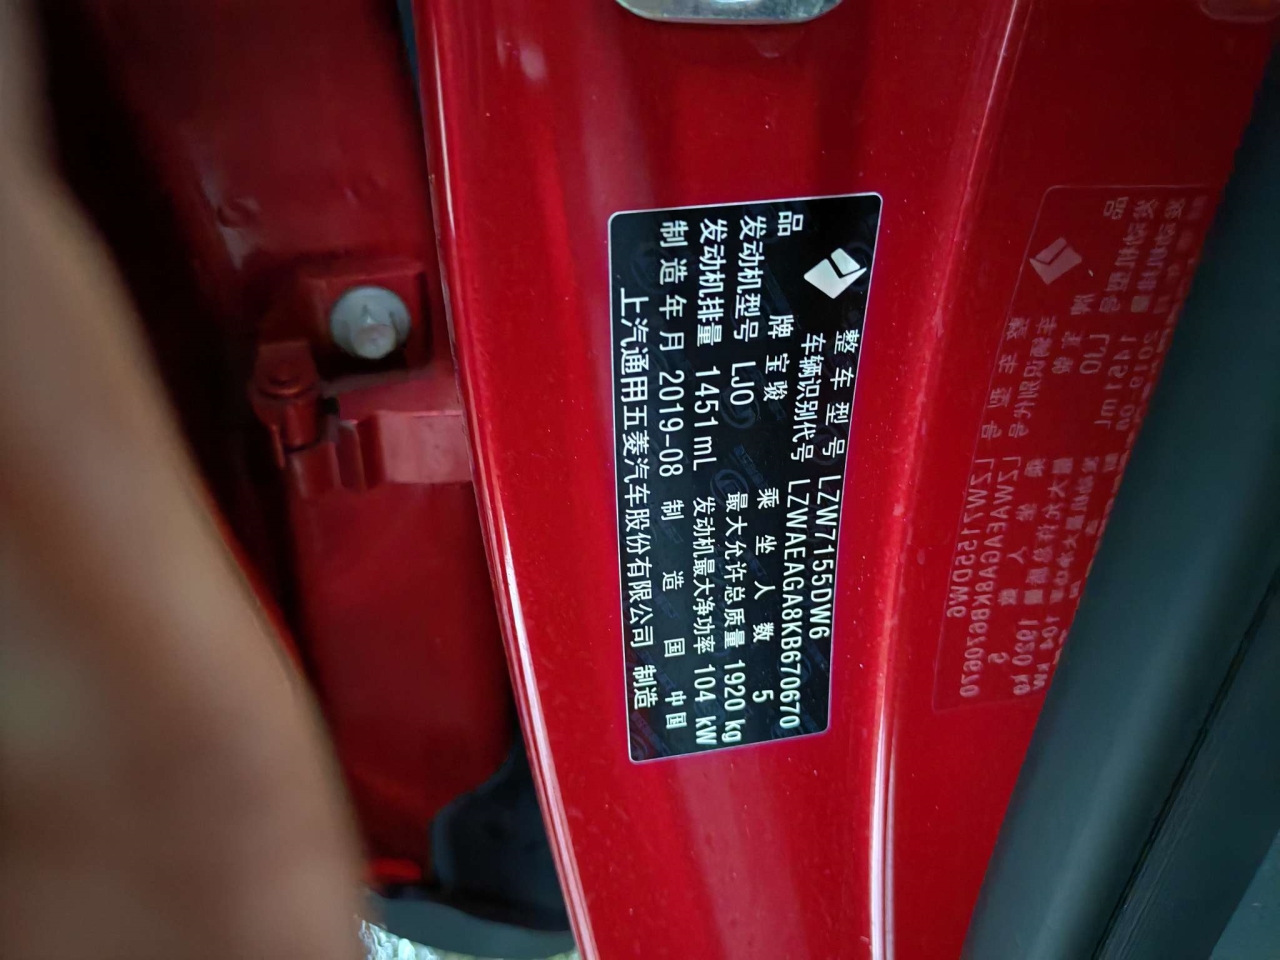 整车型号 LZW7155DW6
车辆识别代号 LZWAEAGA8KB670670
品牌 宝骏 乘坐人数 5
发动机型号 LJO 最大允许总质量 1920 kg
发动机排量 1451 mL 发动机最大净功率 104 kW
制造年月 2019-08 制造国 中国
上汽通用五菱汽车股份有限公司 制造